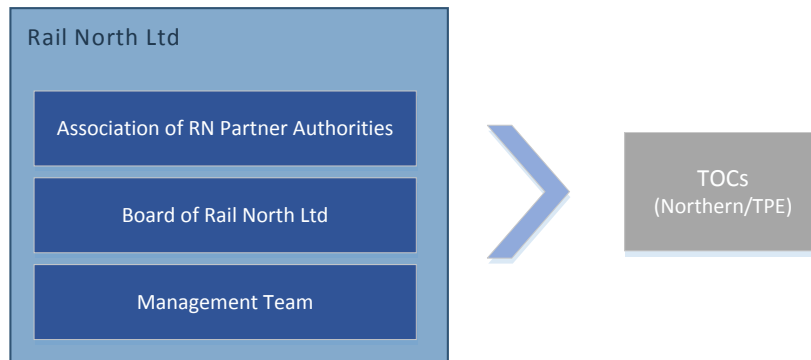 Rail North Ltd
Association of RN Partner Authorities
Board of Rail North Ltd
Management Team
TOCs
(Northern/TPE)